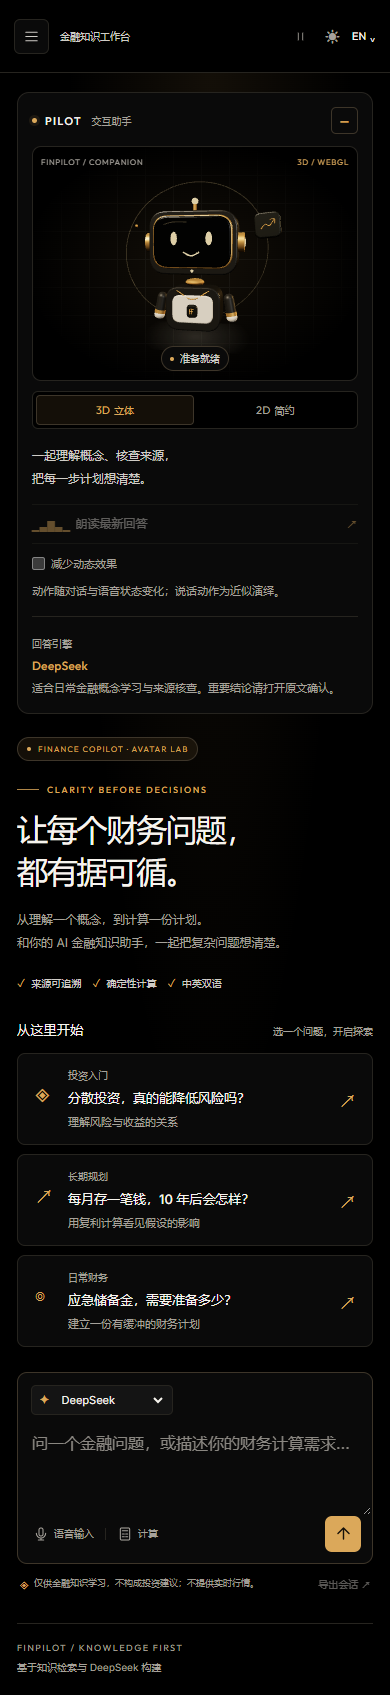 金融知识工作台
EN
PILOT 交互助手
FINPILOT / COMPANION
3D / WEBGL
准备就绪
3D 立体
2D 简约
一起理解概念、核查来源，
把每一步计划想清楚。
朗读最新回答 ↗
减少动态效果
动作随对话与语音状态变化；说话动作为近似演绎。
回答引擎
DeepSeek
适合日常金融概念学习与来源核查。重要结论请打开原文确认。
FINANCE COPILOT · AVATAR LAB
CLARITY BEFORE DECISIONS
让每个财务问题，
都有据可循。
从理解一个概念，到计算一份计划。
和你的 AI 金融知识助手，一起把复杂问题想清楚。
✓ 来源可追溯 ✓ 确定性计算 ✓ 中英双语
从这里开始
选一个问题，开启探索
投资入门
分散投资，真的能降低风险吗？
理解风险与收益的关系
长期规划
每月存一笔钱，10 年后会怎样？
用复利计算看见假设的影响
日常财务
应急储备金，需要准备多少？
建立一份有缓冲的财务计划
DeepSeek
问一个金融问题，或描述你的财务计算需求…
语音输入
计算
仅供金融知识学习，不构成投资建议；不提供实时行情。
导出会话 ↗
FINPILOT / KNOWLEDGE FIRST
基于知识检索与 DeepSeek 构建